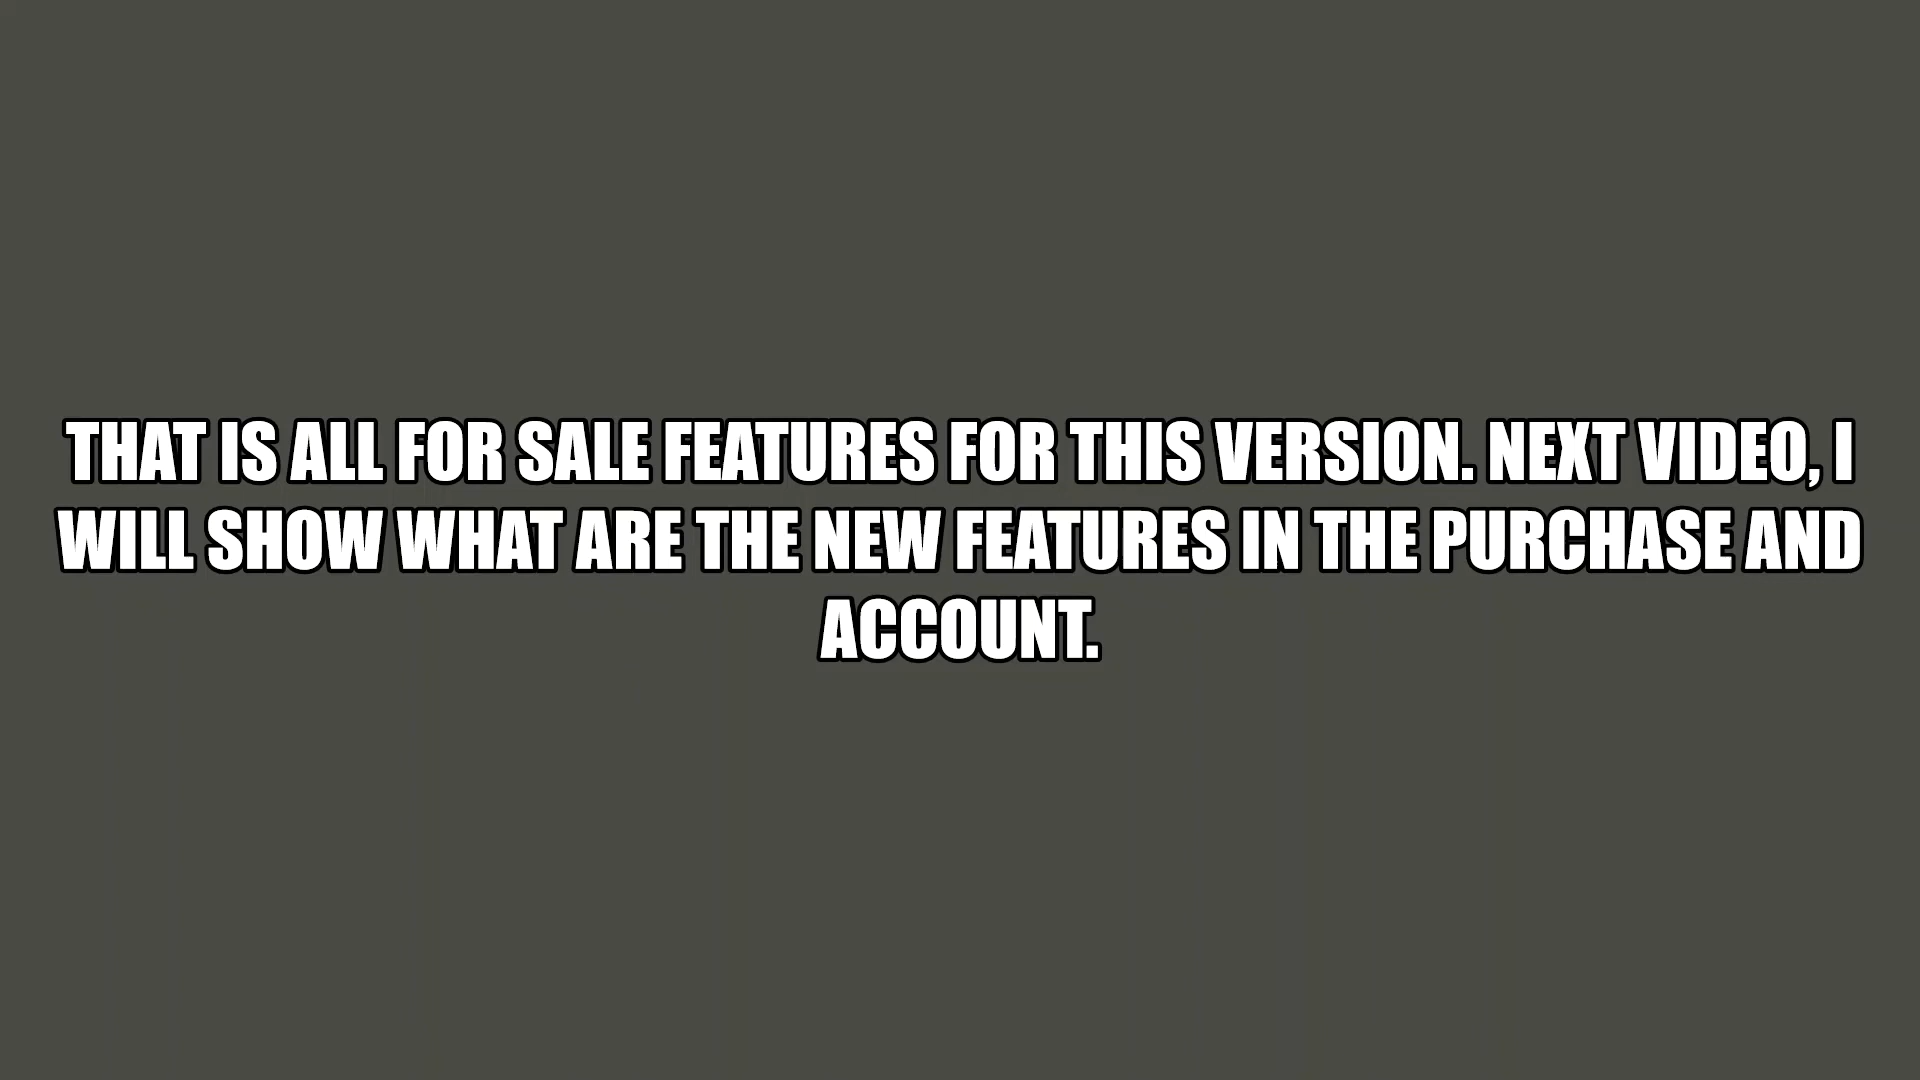 THAT IS ALL FOR SALE FEATURES FOR THIS VERSION. NEXT VIDEO, I
WILL SHOW WHAT ARE THE NEW FEATURES IN THE PURCHASE AND
ACCOUNT.